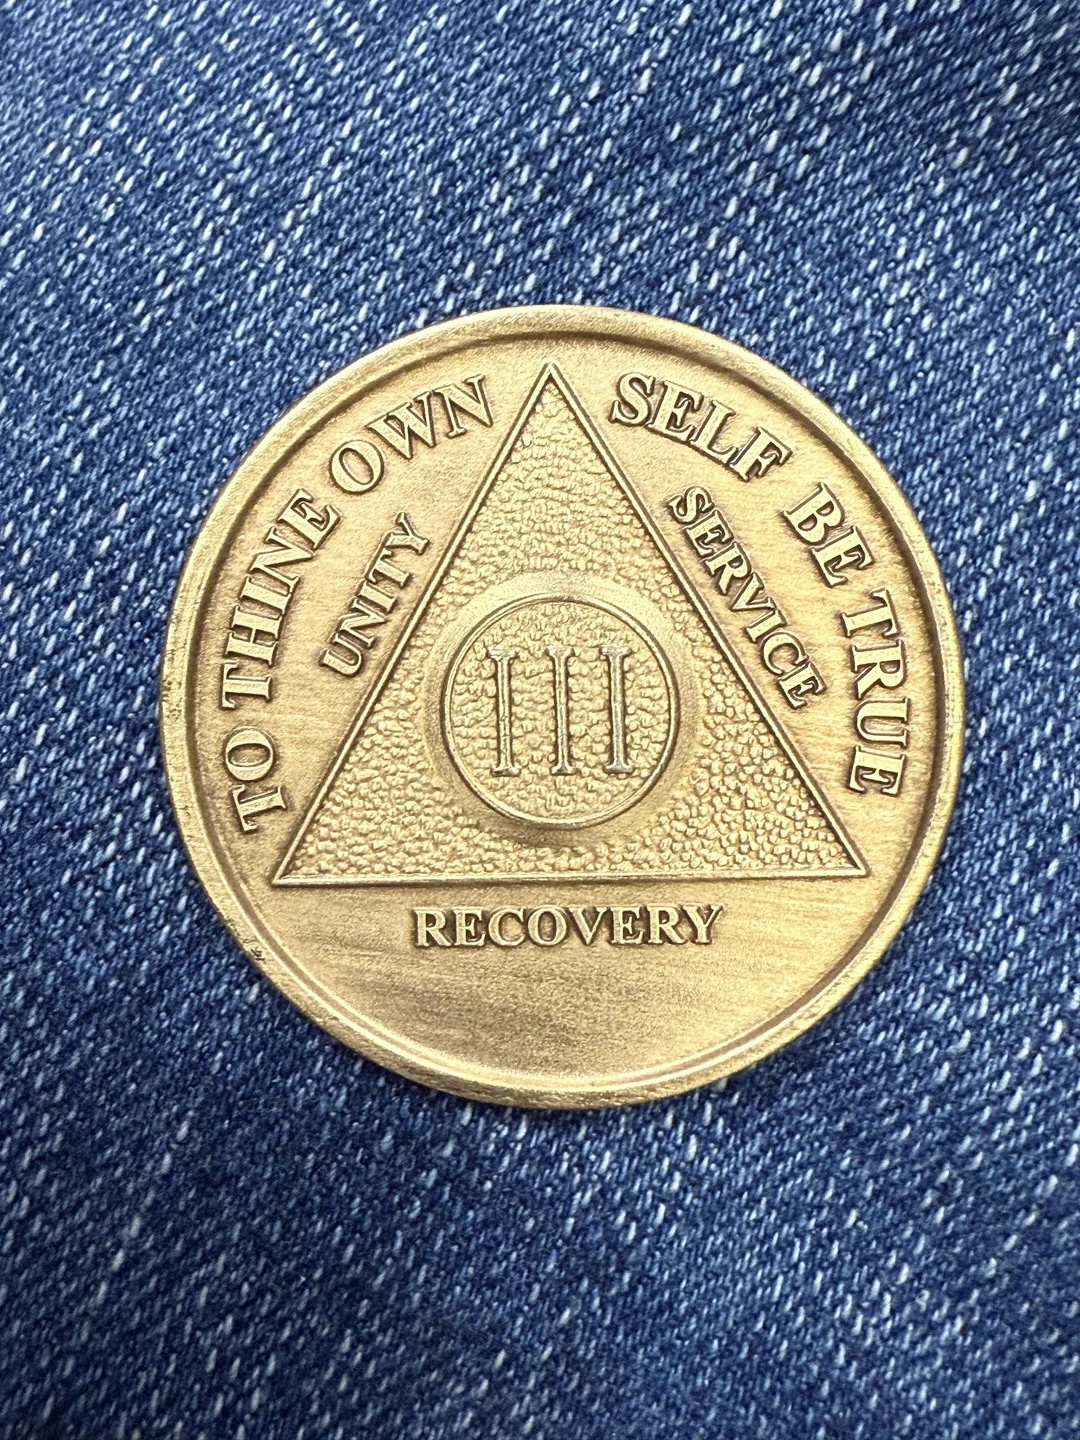 TO THINE OWN SELF BE TRUE
UNITY
SERVICE
III
RECOVERY